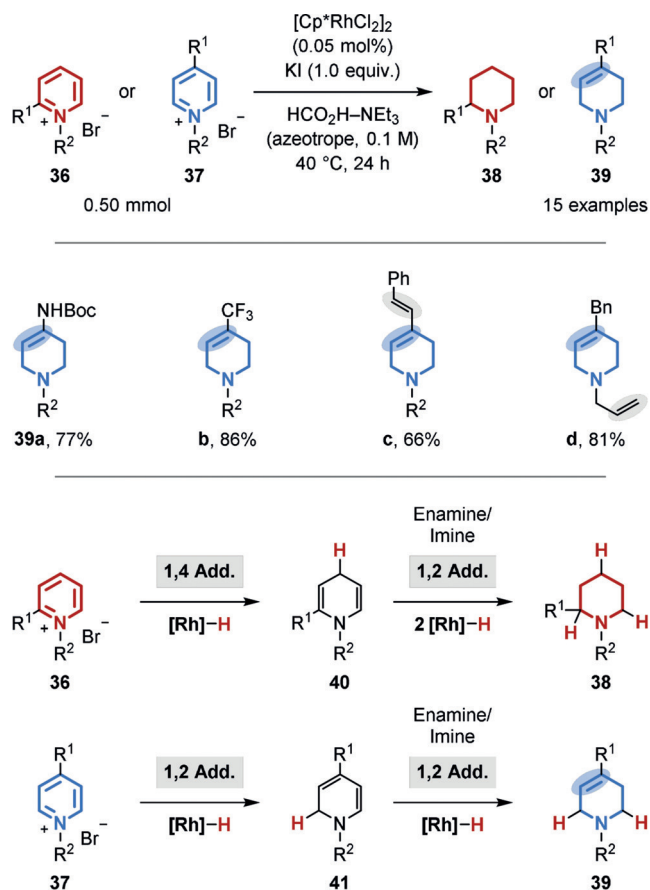 [Cp*RhCl2]2
(0.05 mol%)
KI (1.0 equiv.)
HCO2H–NEt3
(azeotrope, 0.1 M)
40 °C, 24 h
R1 N + Br − R2
or
R1 N + Br − R2
R1 N R2
or
R1 N R2
36
37
38
39
0.50 mmol
15 examples
NHBoc N R2
CF3 N R2
Ph N R2
Bn N
39a, 77%
b, 86%
c, 66%
d, 81%
Enamine/
Imine
1,4 Add.
1,2 Add.
[Rh]–H
2 [Rh]–H
R1 N + Br − R2
H R1 N R2
H R1 H N H R2
36
40
38
Enamine/
Imine
1,2 Add.
1,2 Add.
[Rh]–H
[Rh]–H
R1 N + Br − R2
R1 H N R2
R1 H N H R2
37
41
39